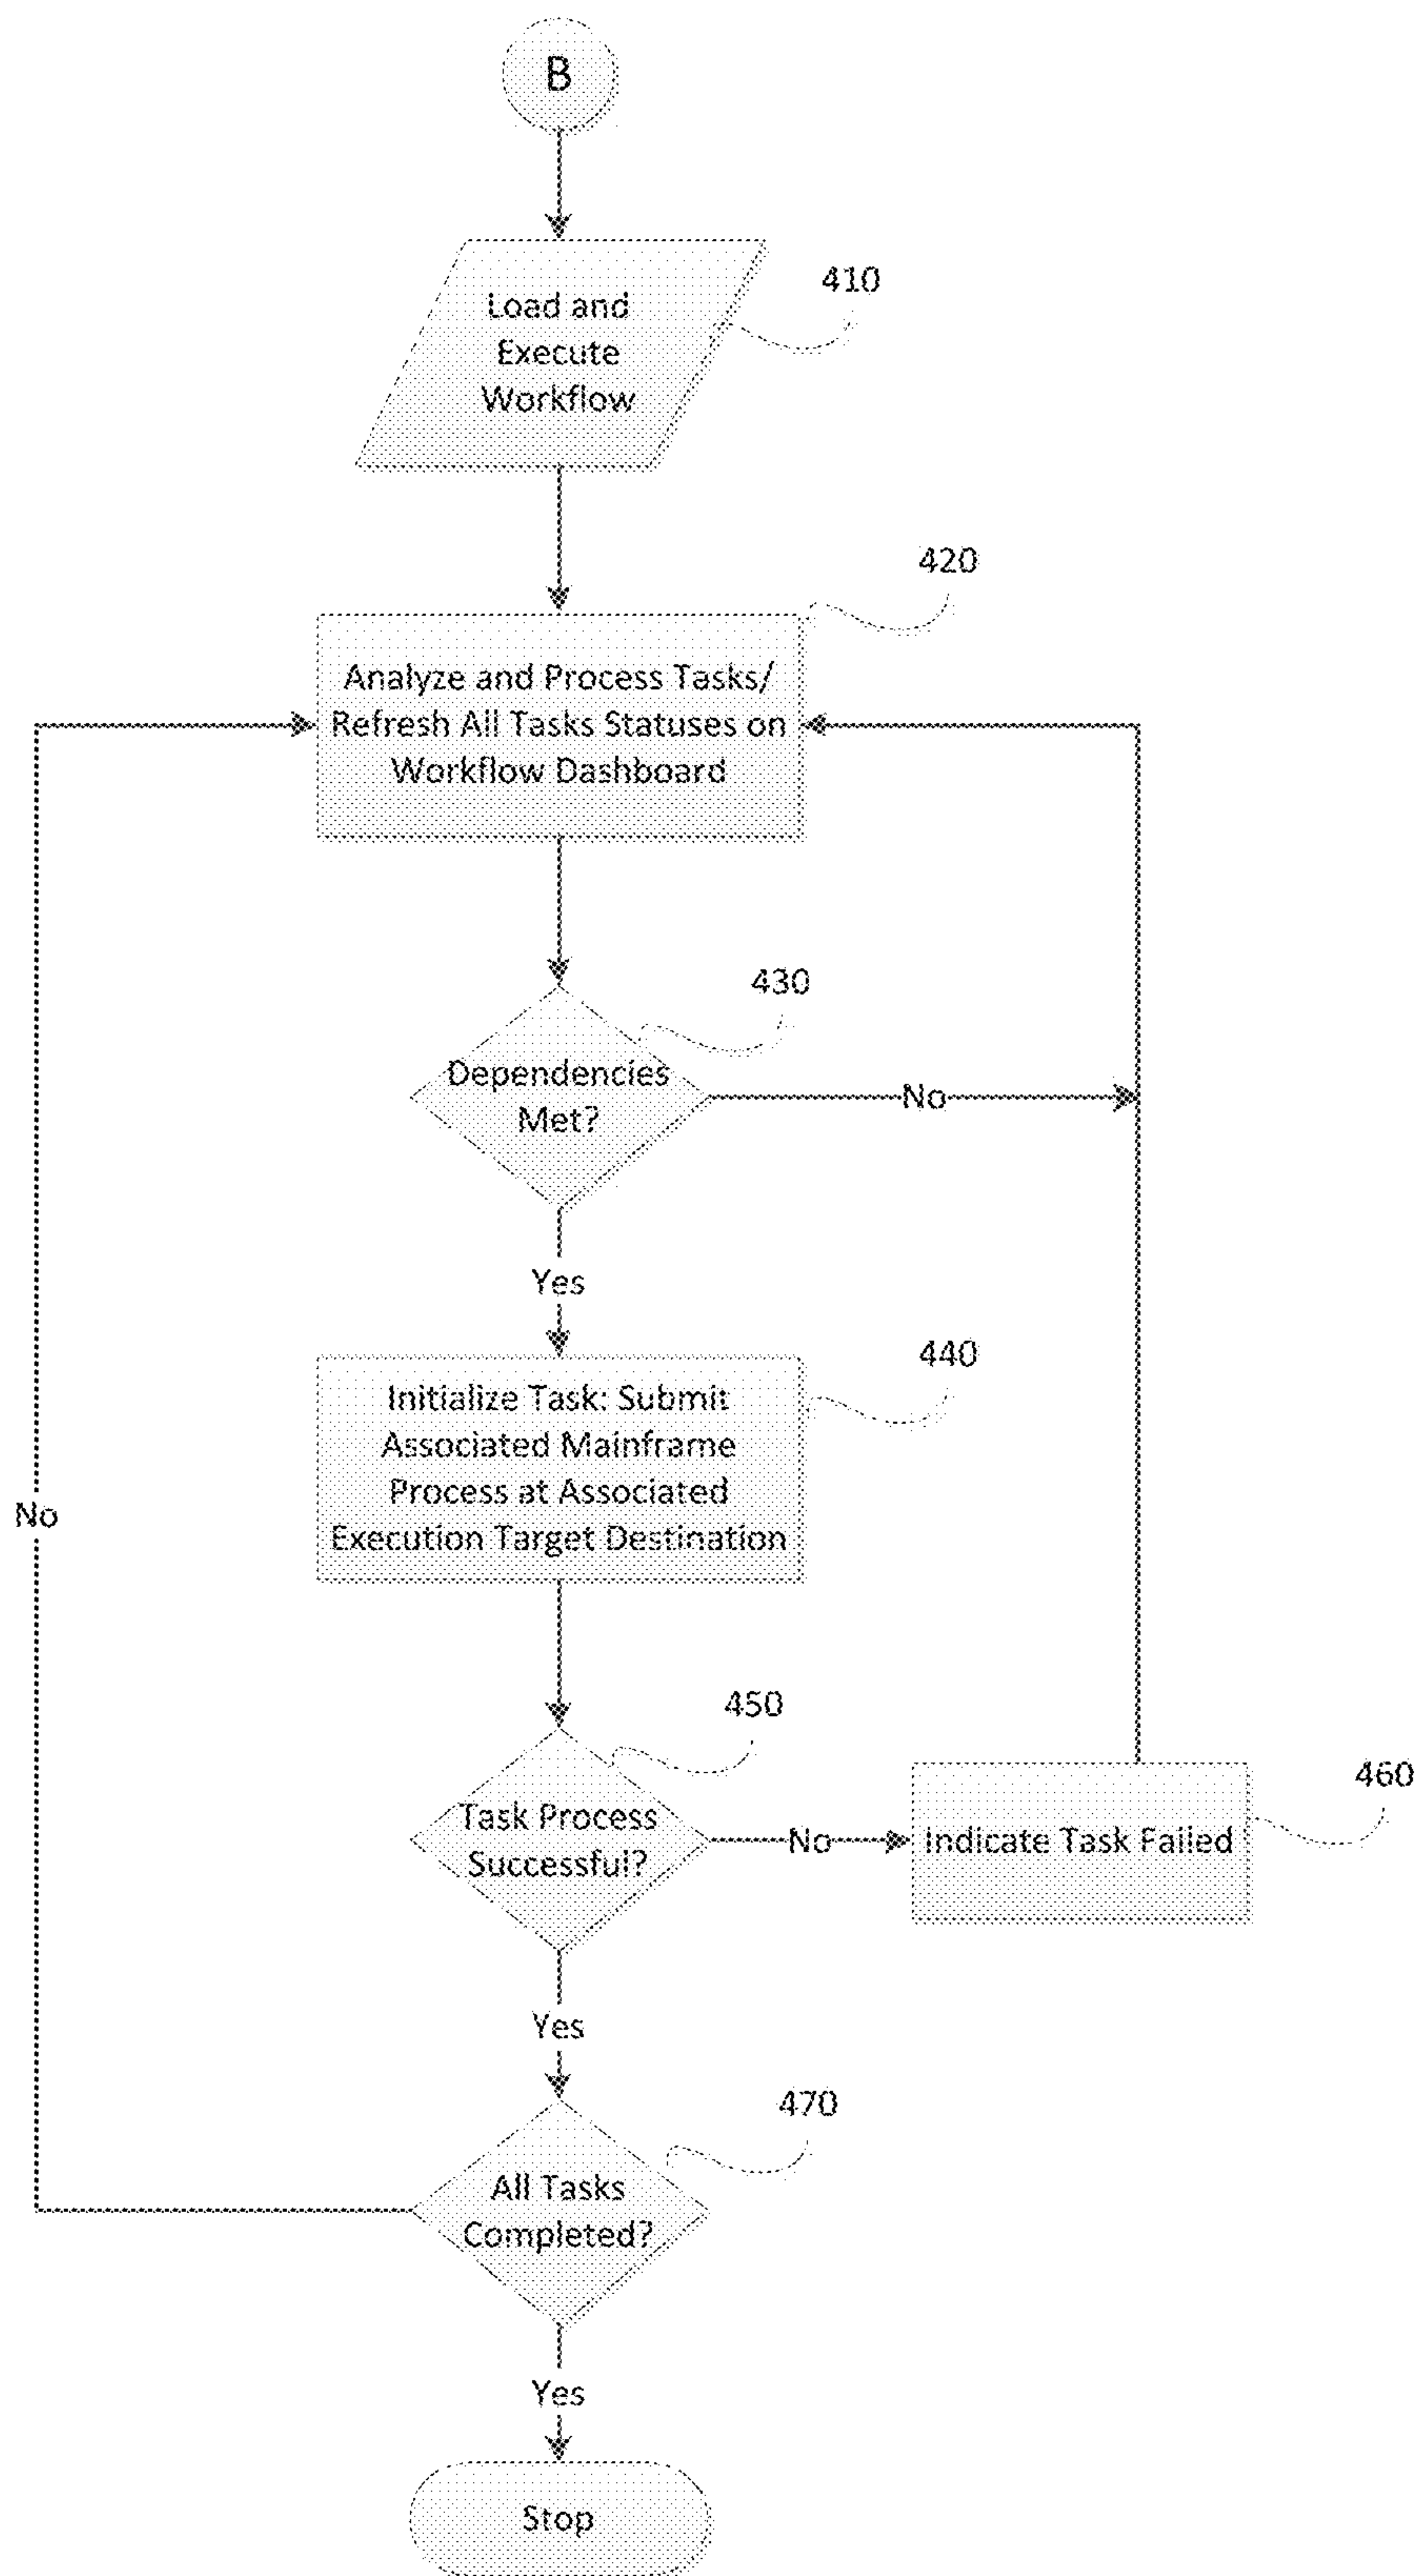 B
Load and
Execute
Workflow
410
420
Analyze and Process Tasks/
Refresh All Tasks Statuses on
Workflow Dashboard
430
Dependencies
Met?
No
Yes
440
Initialize Task: Submit
Associated Mainframe
Process at Associated
Execution Target Destination
No
450
Task Process
Successful?
No
460
Indicate Task Failed
Yes
470
All Tasks
Completed?
Yes
Stop